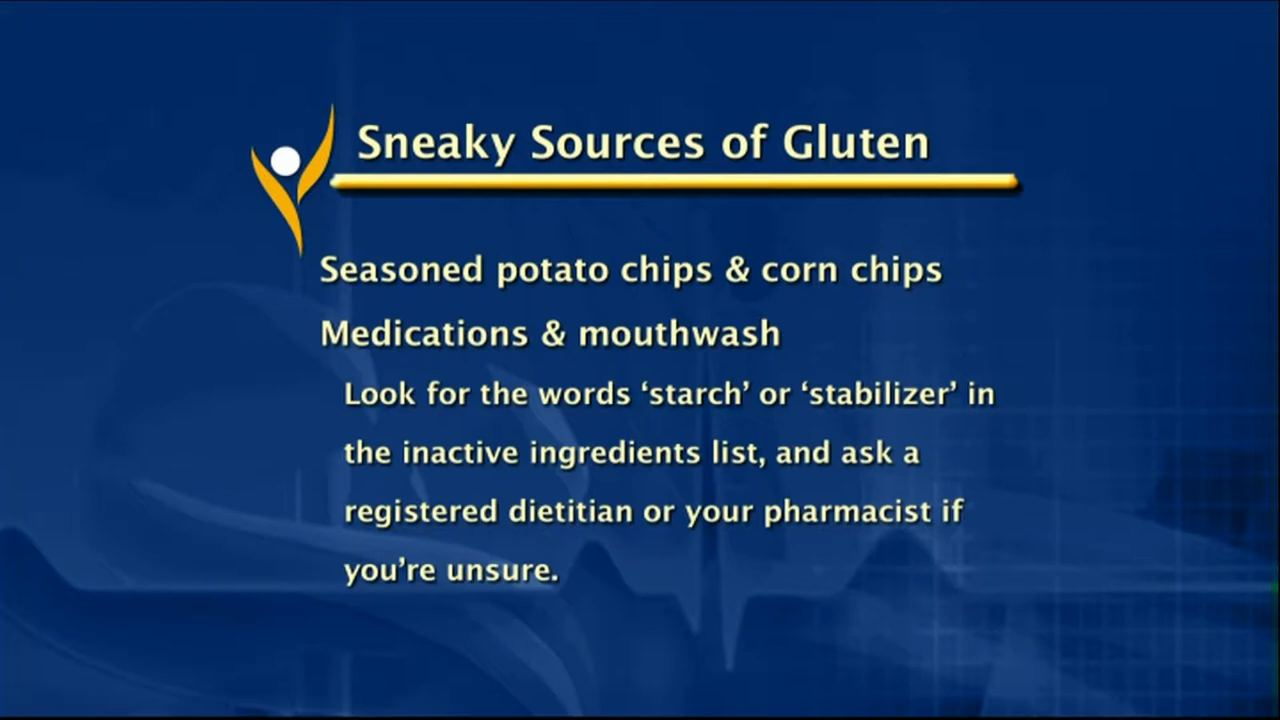 Sneaky Sources of Gluten
Seasoned potato chips & corn chips
Medications & mouthwash
Look for the words ‘starch’ or ‘stabilizer’ in
the inactive ingredients list, and ask a
registered dietitian or your pharmacist if
you’re unsure.